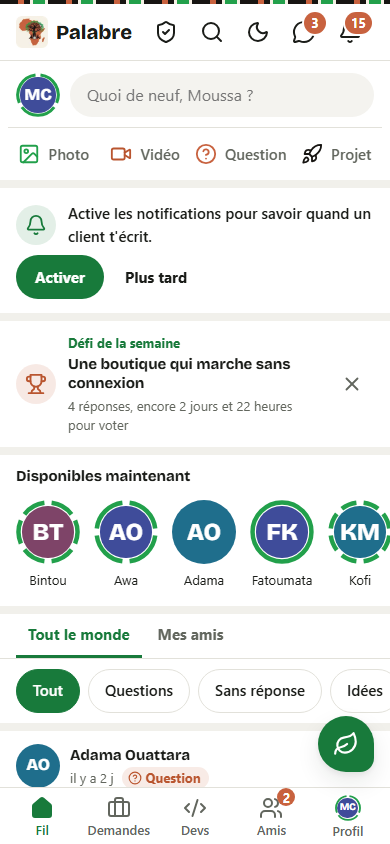 Palabre
3
15
MC
Quoi de neuf, Moussa ?
Photo
Vidéo
Question
Projet
Active les notifications pour savoir quand un
client t'écrit.
Activer
Plus tard
Défi de la semaine
Une boutique qui marche sans
connexion
4 réponses, encore 2 jours et 22 heures
pour voter
Disponibles maintenant
BT
AO
AO
FK
KM
Bintou
Awa
Adama
Fatoumata
Kofi
Tout le monde
Mes amis
Tout
Questions
Sans réponse
Idées
AO
Adama Ouattara
il y a 2 j
Question
2
MC
Fil
Demandes
Devs
Amis
Profil